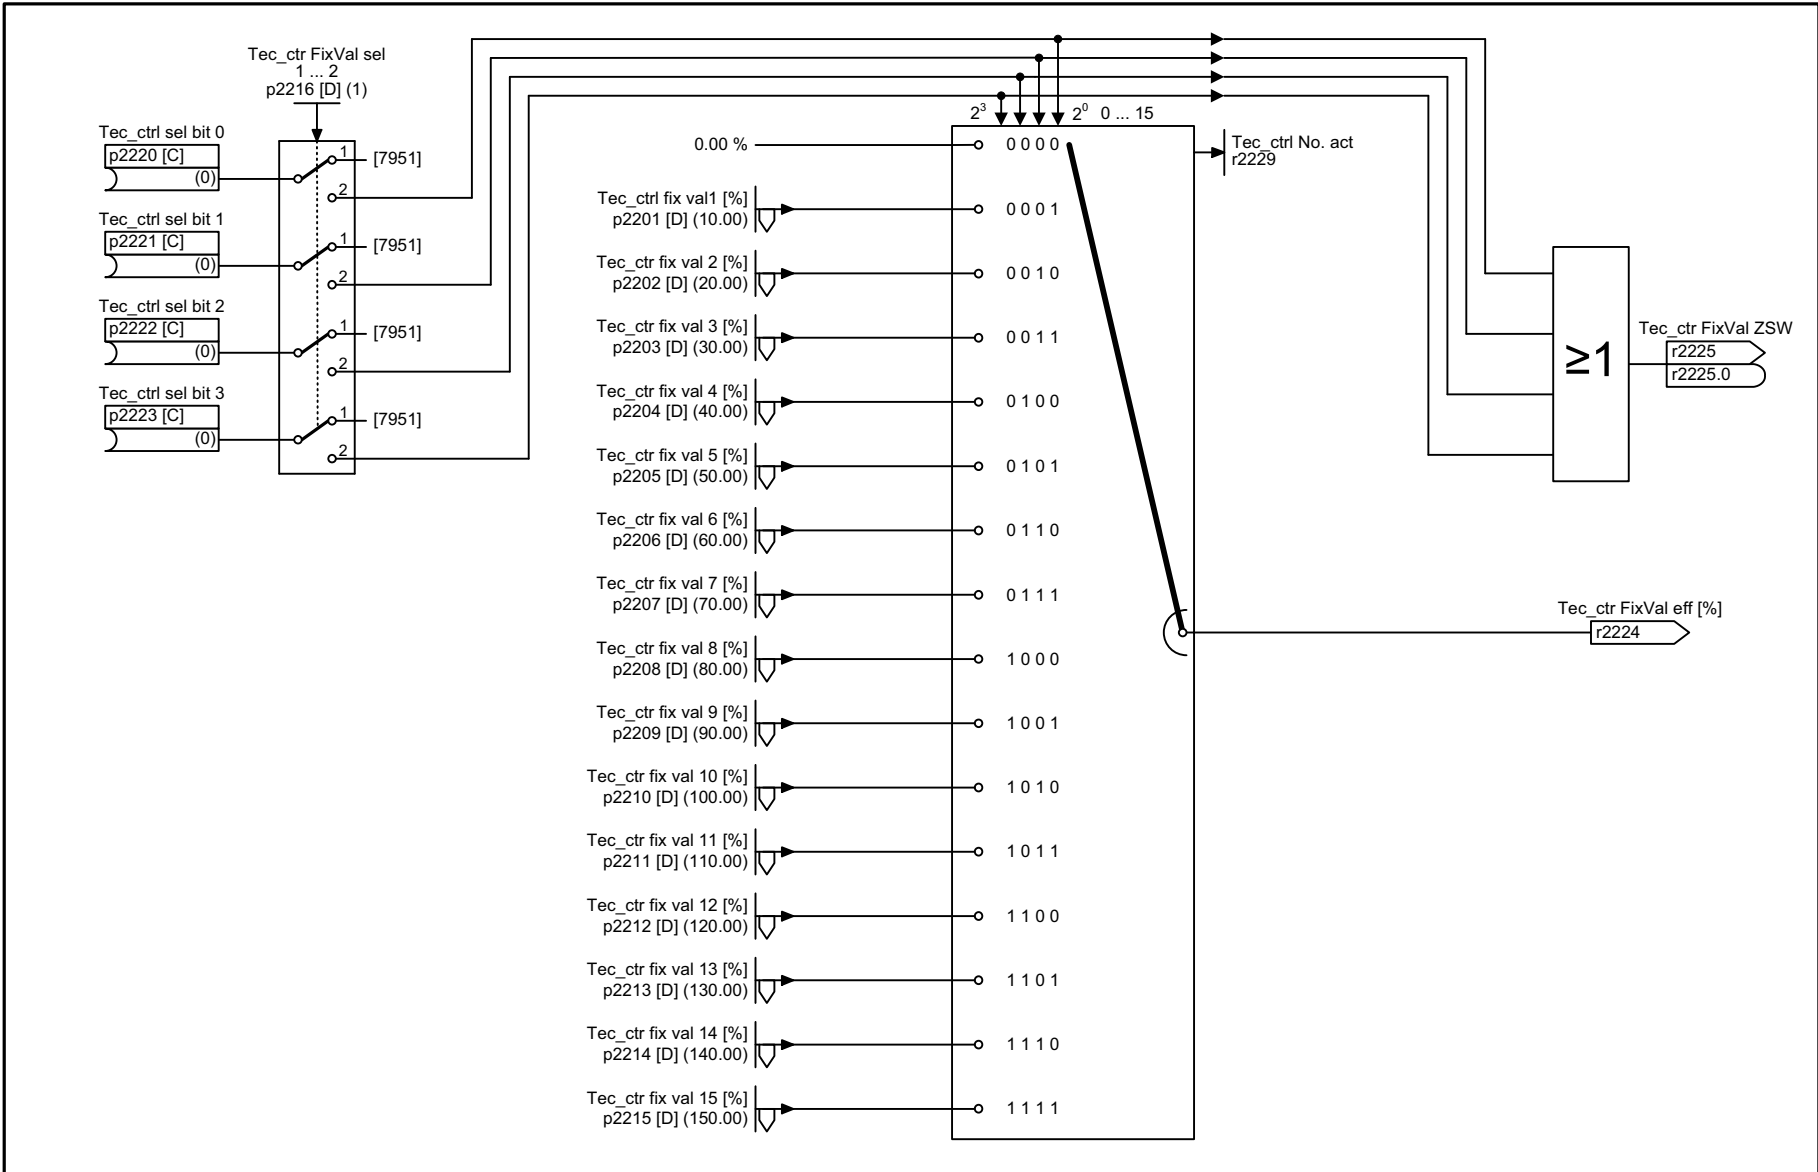 Tec_ctr FixVal sel
1 ... 2
p2216 [D] (1)
Tec_ctrl sel bit 0
p2220 [C]
(0)
1
[7951]
2
Tec_ctrl sel bit 1
p2221 [C]
(0)
1
[7951]
2
Tec_ctrl sel bit 2
p2222 [C]
(0)
1
[7951]
2
Tec_ctrl sel bit 3
p2223 [C]
(0)
1
[7951]
2
2³ 2⁰ 0 ... 15
0.00 % 0 0 0 0
Tec_ctrl No. act
r2229
Tec_ctrl fix val1 [%]
p2201 [D] (10.00)
0 0 0 1
Tec_ctr fix val 2 [%]
p2202 [D] (20.00)
0 0 1 0
Tec_ctr fix val 3 [%]
p2203 [D] (30.00)
0 0 1 1
Tec_ctr fix val 4 [%]
p2204 [D] (40.00)
0 1 0 0
Tec_ctr fix val 5 [%]
p2205 [D] (50.00)
0 1 0 1
Tec_ctr fix val 6 [%]
p2206 [D] (60.00)
0 1 1 0
Tec_ctr fix val 7 [%]
p2207 [D] (70.00)
0 1 1 1
Tec_ctr fix val 8 [%]
p2208 [D] (80.00)
1 0 0 0
Tec_ctr fix val 9 [%]
p2209 [D] (90.00)
1 0 0 1
Tec_ctr fix val 10 [%]
p2210 [D] (100.00)
1 0 1 0
Tec_ctr fix val 11 [%]
p2211 [D] (110.00)
1 0 1 1
Tec_ctr fix val 12 [%]
p2212 [D] (120.00)
1 1 0 0
Tec_ctr fix val 13 [%]
p2213 [D] (130.00)
1 1 0 1
Tec_ctr fix val 14 [%]
p2214 [D] (140.00)
1 1 1 0
Tec_ctr fix val 15 [%]
p2215 [D] (150.00)
1 1 1 1
≥1
Tec_ctr FixVal ZSW
r2225
r2225.0
Tec_ctr FixVal eff [%]
r2224